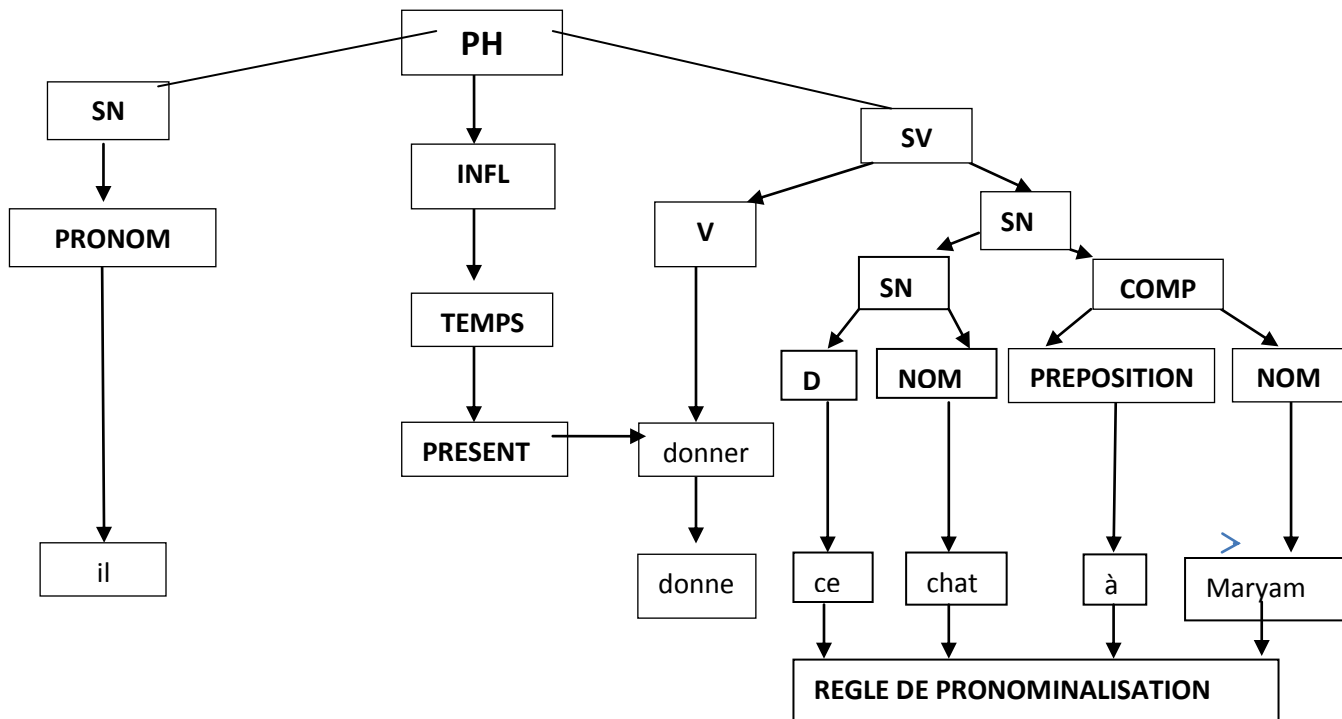 PH
SN
SV
INFL
SN
V
PRONOM
SN
COMP
TEMPS
D
NOM
PREPOSITION
NOM
PRESENT
donner
il
donne
ce
chat
à
Maryam
REGLE DE PRONOMINALISATION